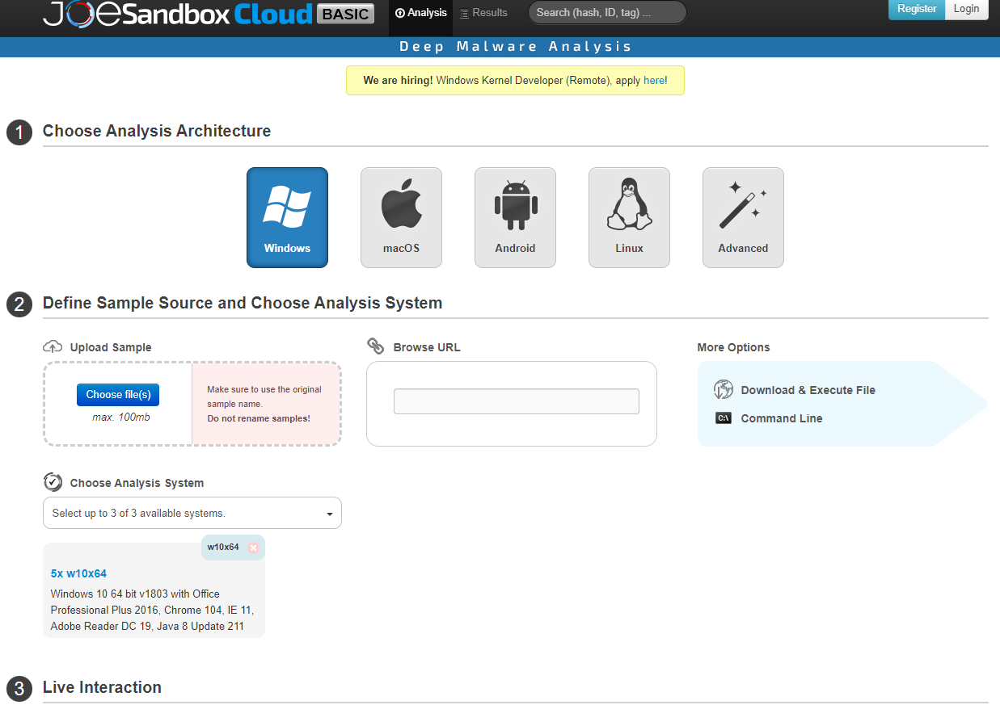 JOESandbox Cloud BASIC
Analysis
Results
Search (hash, ID, tag) ...
Register
Login
Deep Malware Analysis
We are hiring! Windows Kernel Developer (Remote), apply here!
1 Choose Analysis Architecture
Windows
macOS
Android
Linux
Advanced
2 Define Sample Source and Choose Analysis System
Upload Sample
Choose file(s)
max. 100mb
Make sure to use the original
sample name.
Do not rename samples!
Browse URL
More Options
Download & Execute File
C:\ Command Line
Choose Analysis System
Select up to 3 of 3 available systems.
w10x64
5x w10x64
Windows 10 64 bit v1803 with Office
Professional Plus 2016, Chrome 104, IE 11,
Adobe Reader DC 19, Java 8 Update 211
3 Live Interaction